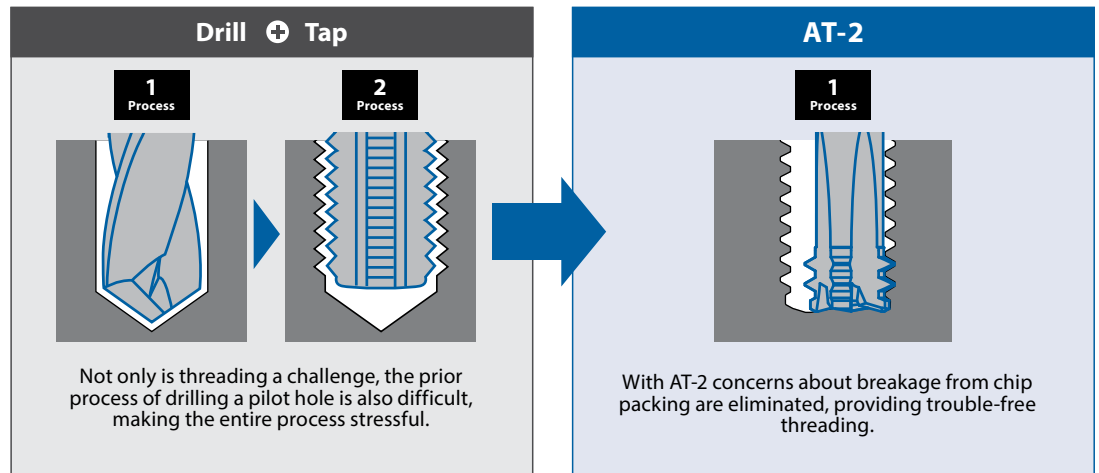 Drill + Tap
1
Process
2
Process
Not only is threading a challenge, the prior
process of drilling a pilot hole is also difficult,
making the entire process stressful.
AT-2
1
Process
With AT-2 concerns about breakage from chip
packing are eliminated, providing trouble-free
threading.